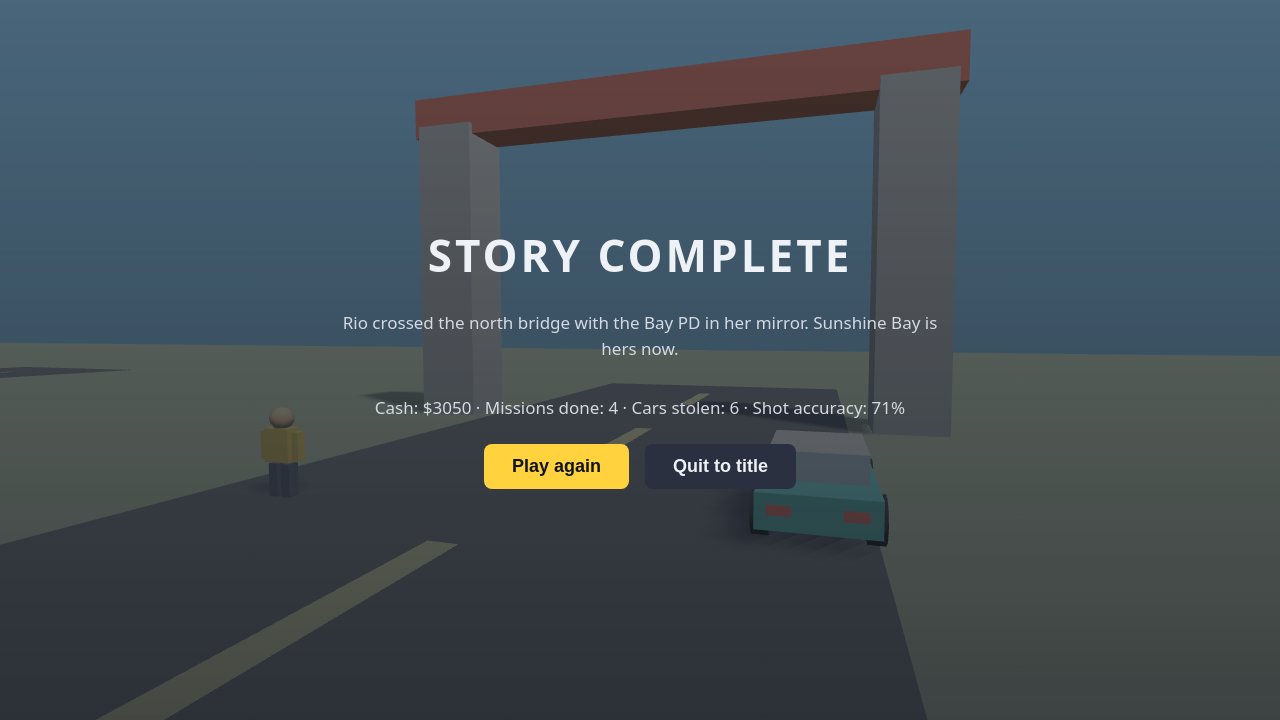 STORY COMPLETE
Rio crossed the north bridge with the Bay PD in her mirror. Sunshine Bay is
hers now.
Cash: $3050 · Missions done: 4 · Cars stolen: 6 · Shot accuracy: 71%
Play again
Quit to title